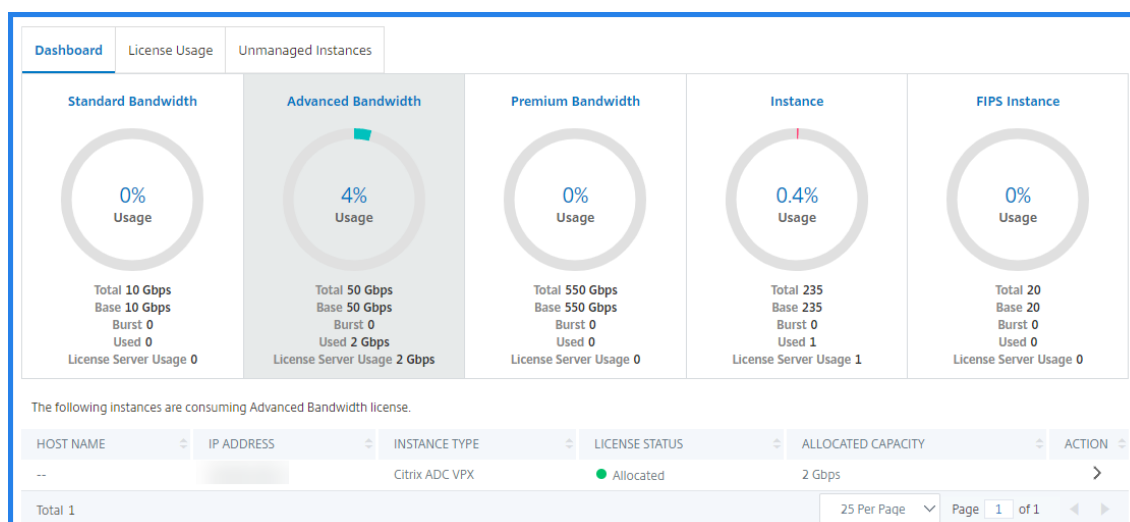 Dashboard License Usage Unmanaged Instances
Standard Bandwidth Advanced Bandwidth Premium Bandwidth Instance FIPS Instance
0% 4% 0% 0.4% 0%
Usage Usage Usage Usage Usage
Total 10 Gbps Total 50 Gbps Total 550 Gbps Total 235 Total 20
Base 10 Gbps Base 50 Gbps Base 550 Gbps Base 235 Base 20
Burst 0 Burst 0 Burst 0 Burst 0 Burst 0
Used 0 Used 2 Gbps Used 0 Used 1 Used 0
License Server Usage 0 License Server Usage 2 Gbps License Server Usage 0 License Server Usage 1 License Server Usage 0
The following instances are consuming Advanced Bandwidth license.
HOST NAME IP ADDRESS INSTANCE TYPE LICENSE STATUS ALLOCATED CAPACITY ACTION
-- Citrix ADC VPX Allocated 2 Gbps
Total 1 25 Per Page Page 1 of 1